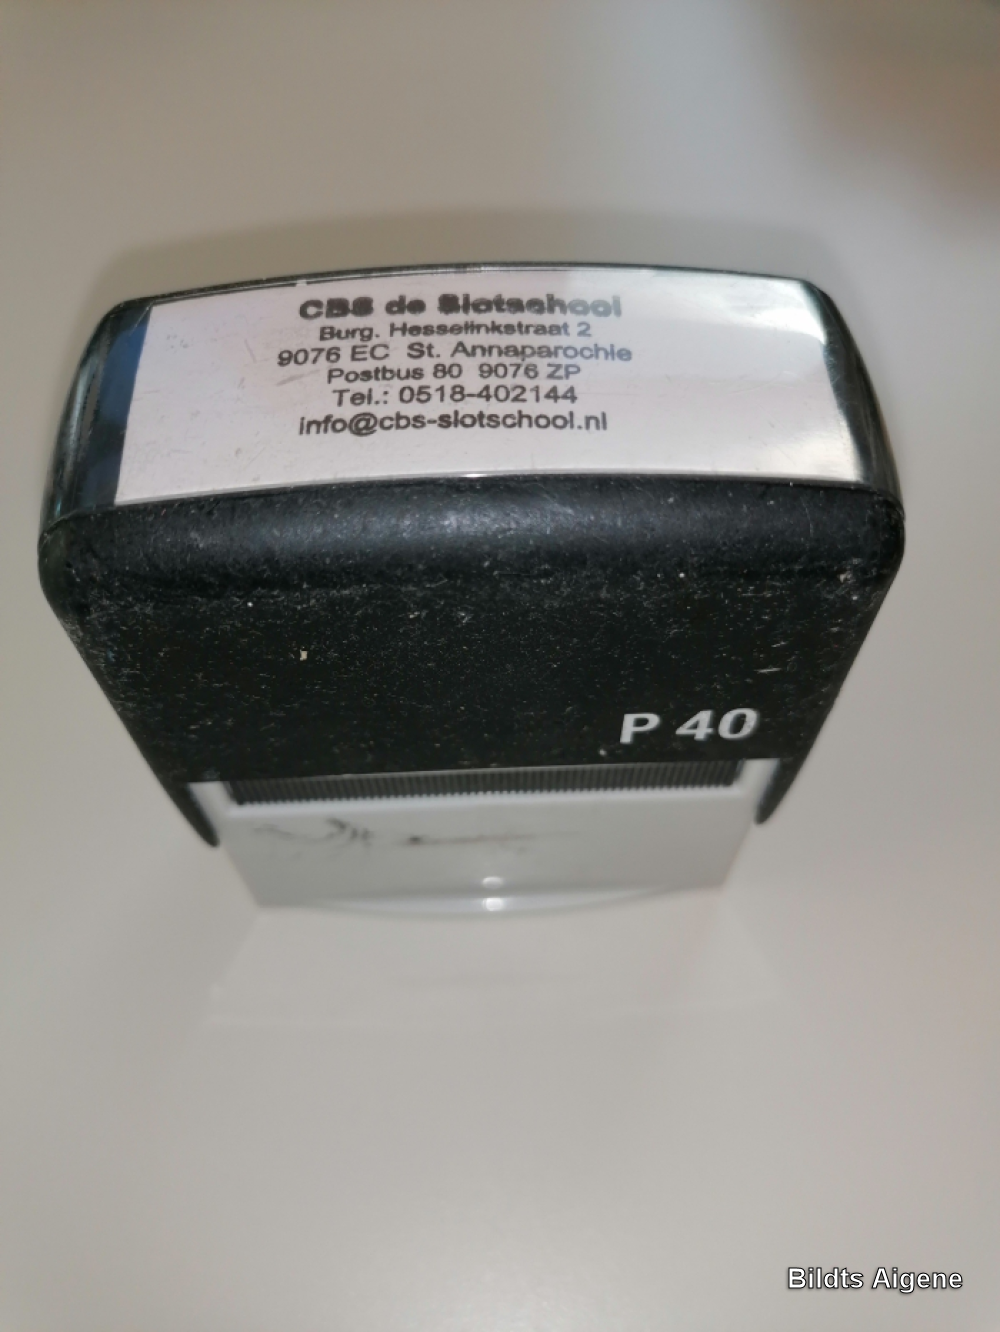 CBS de Slotschool
Burg. Hesselinkstraat 2
9076 EC St. Annaparochie
Postbus 80 9076 ZP
Tel.: 0518-402144
info@cbs-slotschool.nl
P 40
Bildts Aigene